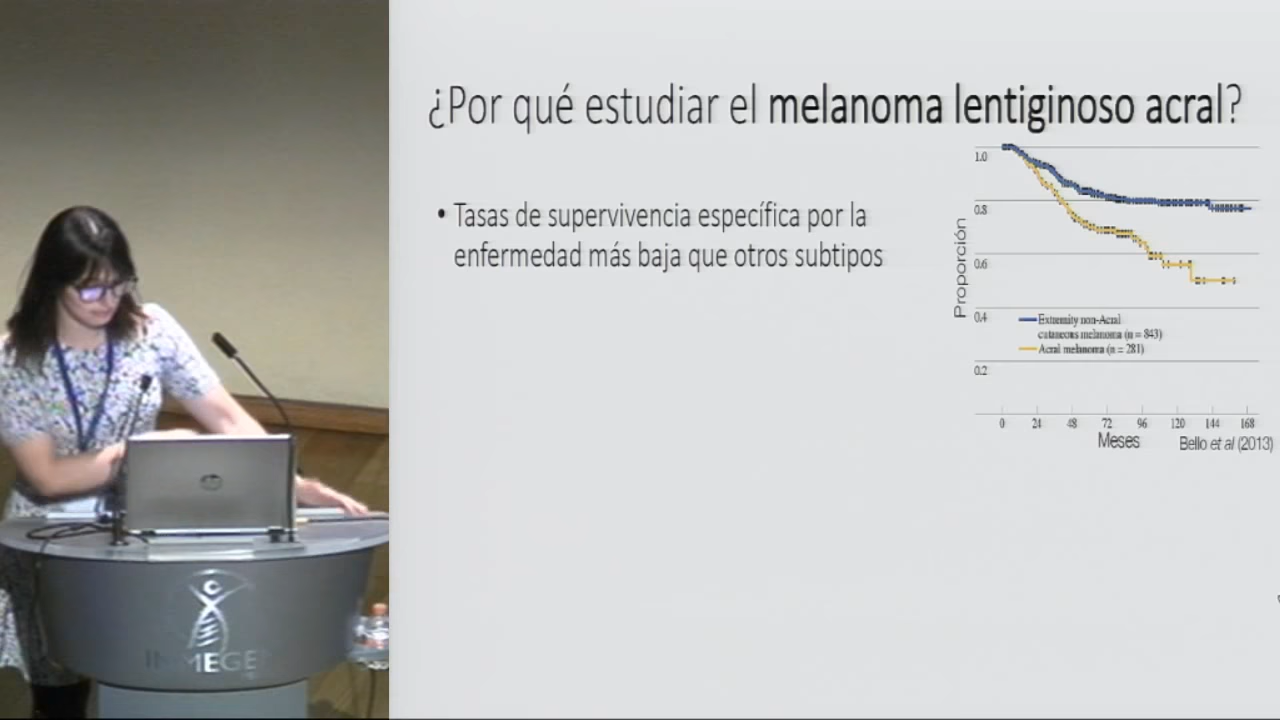 ¿Por qué estudiar el melanoma lentiginoso acral?
• Tasas de supervivencia específica por la
enfermedad más baja que otros subtipos
1.0
0.8
0.6
0.4
0.2
Proporción
Extremity non-Acral
cutaneous melanoma (n = 843)
Acral melanoma (n = 281)
0 24 48 72 96 120 144 168
Meses
Bello et al (2013)
hp
INMEGEN